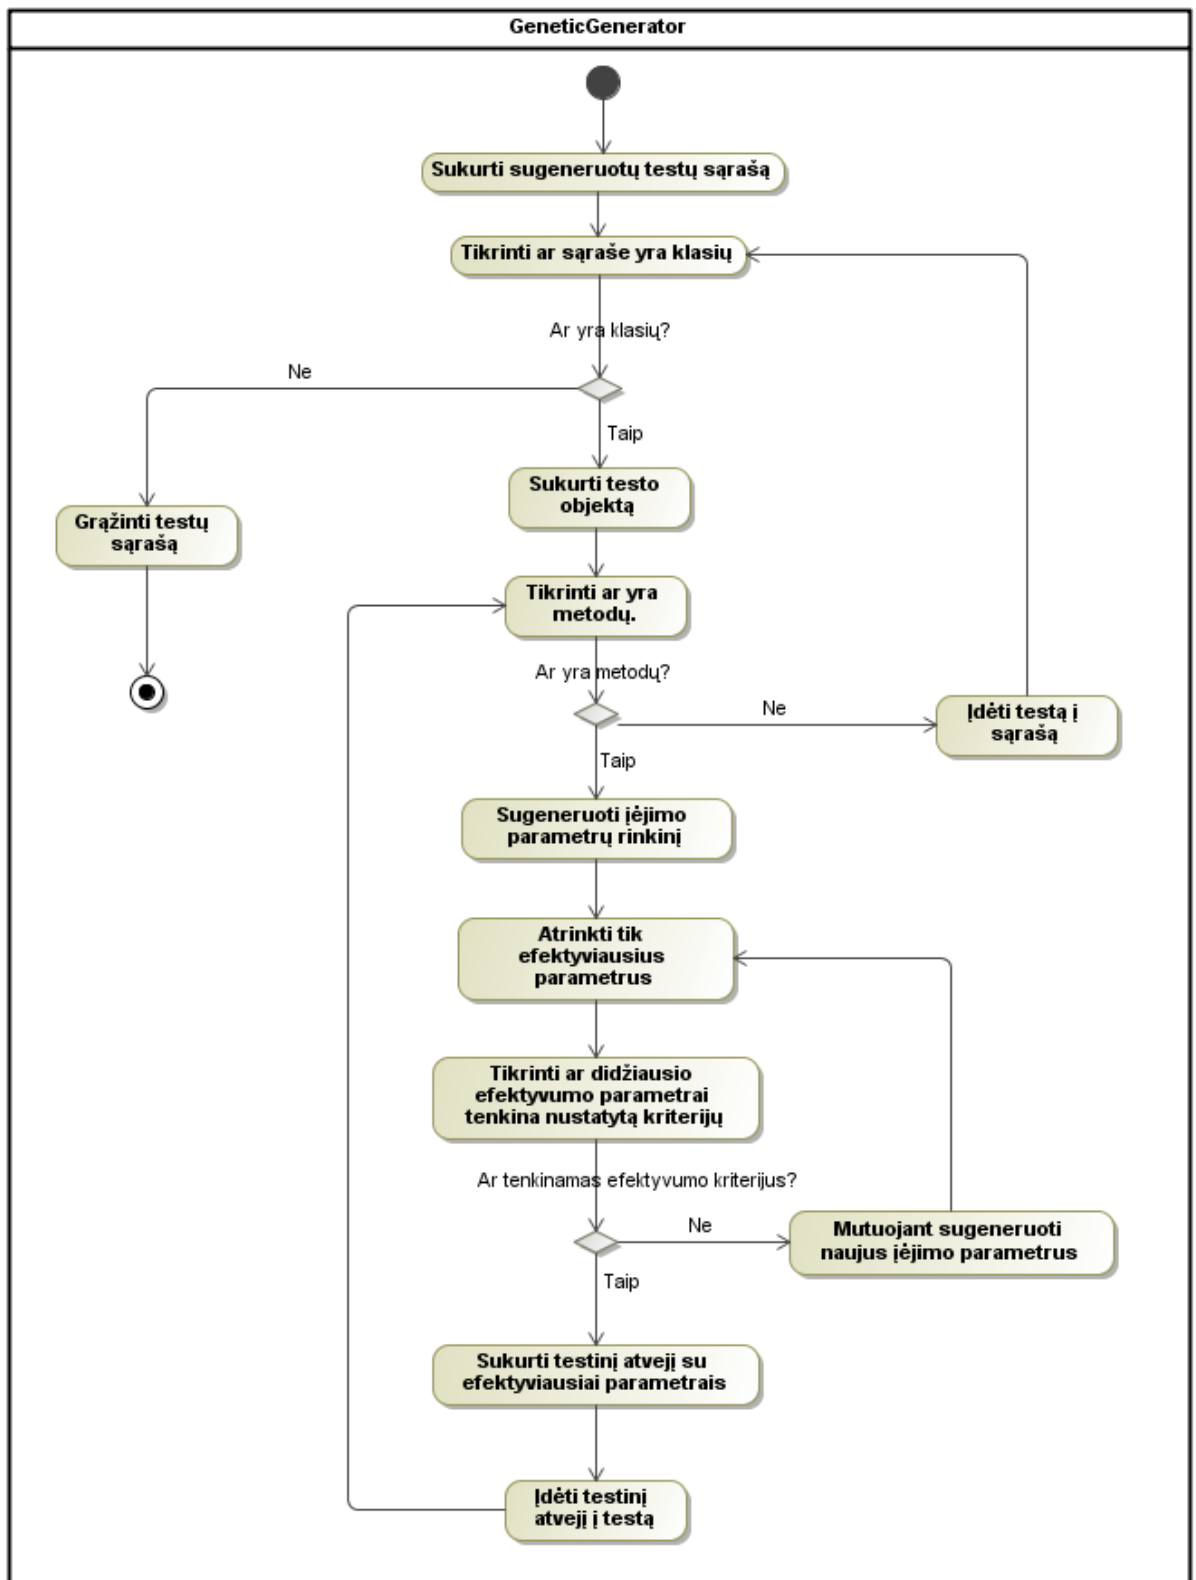 GeneticGenerator
Sukurti sugeneruotų testų sąrašą
Tikrinti ar sąraše yra klasių
Ar yra klasių?
Ne
Taip
Sukurti testo
objektą
Grąžinti testų
sąrašą
Tikrinti ar yra
metodų.
Ar yra metodų?
Ne
Įdėti testą į
sąrašą
Taip
Sugeneruoti įėjimo
parametrų rinkinį
Atrinkti tik
efektyviausius
parametrus
Tikrinti ar didžiausio
efektyvumo parametrai
tenkina nustatytą kriterijų
Ar tenkinamas efektyvumo kriterijus?
Ne
Mutuojant sugeneruoti
naujus įėjimo parametrus
Taip
Sukurti testinį atvejį su
efektyviausiai parametrais
Įdėti testinį
atvejį į testą